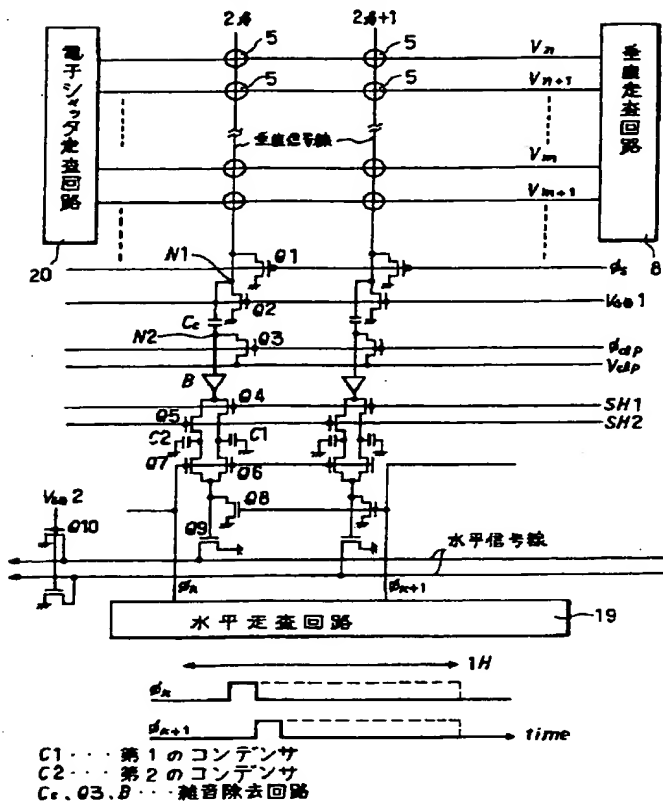 2k
2k+1
5
5
5
5
Vn
Vn+1
Vm
Vm+1
電子シャッタ走査回路
垂直走査回路
垂直信号線
20
8
N1
Q1
φs
Q2
VGG1
Cc
N2
Q3
φclp
Vclp
B
Q4
SH1
Q5
SH2
C2
C1
Q7
Q6
VGG2
Q8
Q10
Q9
水平信号線
φk
φk+1
水平走査回路
19
1H
φk
φk+1
time
C1・・・第1のコンデンサ
C2・・・第2のコンデンサ
Cc、Q3、B・・・雑音除去回路